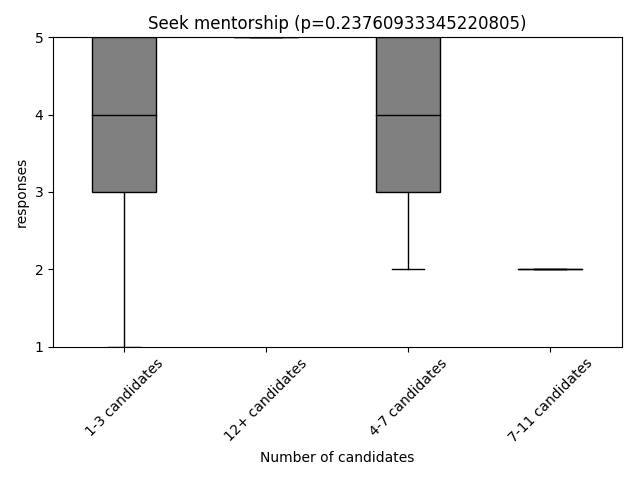 Seek mentorship (p=0.23760933345220805)
5
4
3
2
1
responses
1-3 candidates
12+ candidates
4-7 candidates
7-11 candidates
Number of candidates